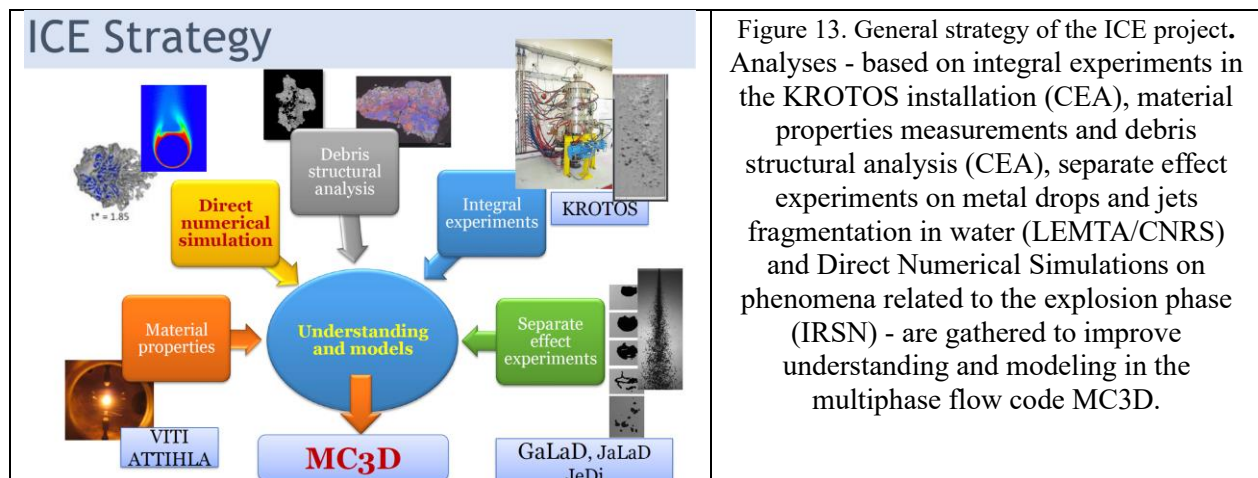 ICE Strategy
t* = 1.85
Direct
numerical
simulation
Debris
structural
analysis
Integral
experiments
KROTOS
Material
properties
Understanding
and models
Separate
effect
experiments
VITI
ATTIHLA
MC3D
GaLaD, JaLaD
JeDi
Figure 13. General strategy of the ICE project.
Analyses - based on integral experiments in
the KROTOS installation (CEA), material
properties measurements and debris
structural analysis (CEA), separate effect
experiments on metal drops and jets
fragmentation in water (LEMTA/CNRS)
and Direct Numerical Simulations on
phenomena related to the explosion phase
(IRSN) - are gathered to improve
understanding and modeling in the
multiphase flow code MC3D.